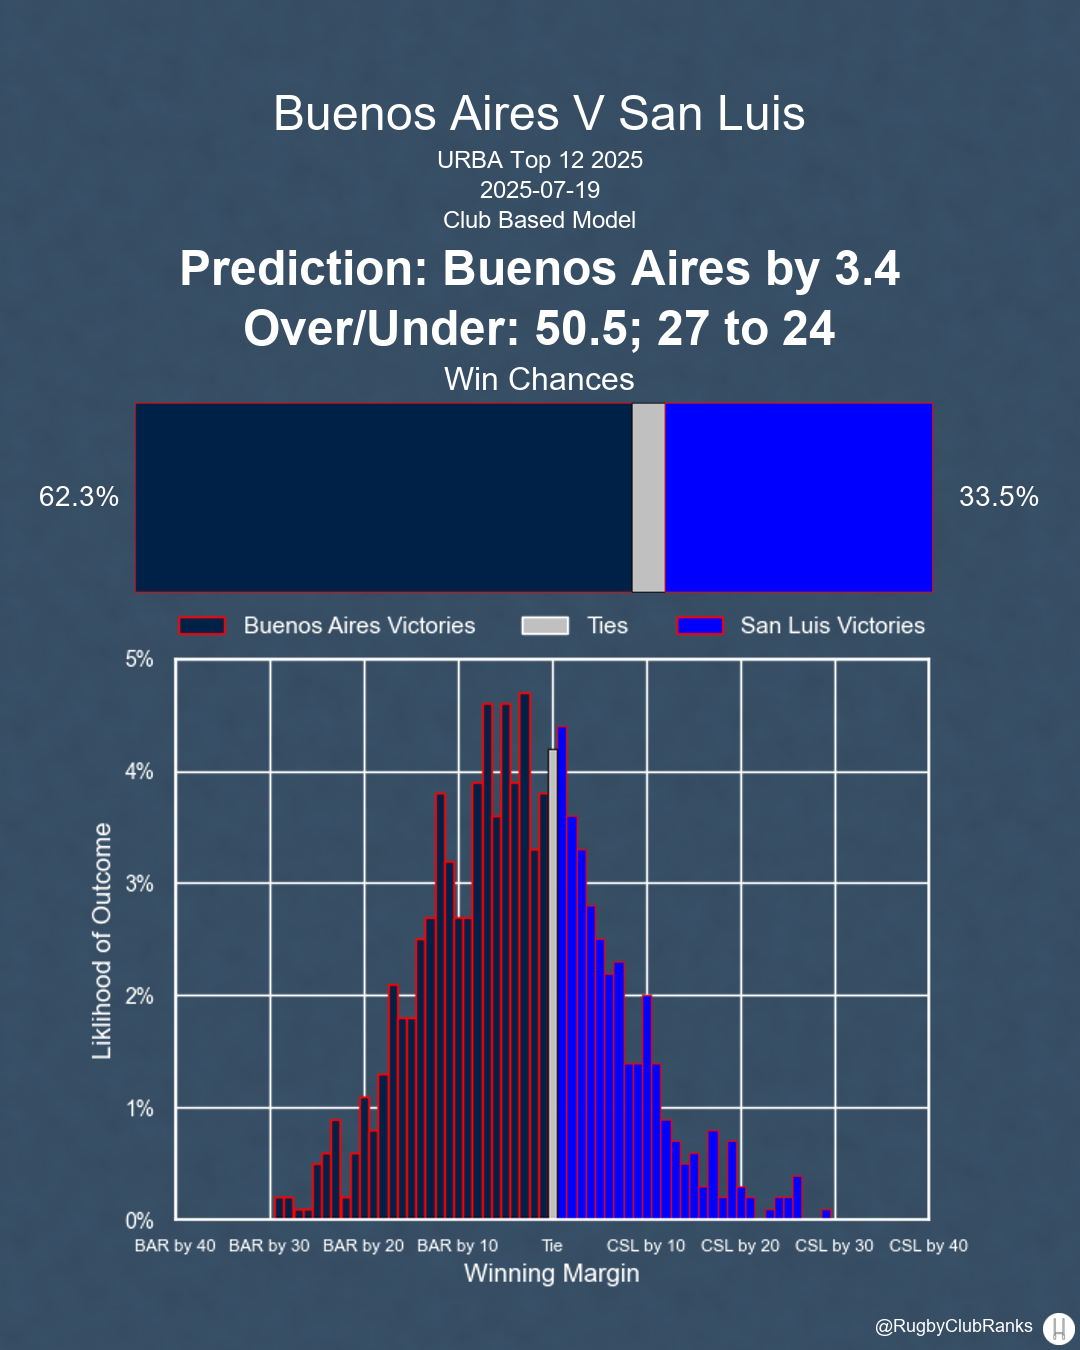 Buenos Aires V San Luis
URBA Top 12 2025
2025-07-19
Club Based Model
Prediction: Buenos Aires by 3.4
Over/Under: 50.5; 27 to 24
Win Chances
62.3%
33.5%
Buenos Aires Victories
Ties
San Luis Victories
5%
4%
3%
2%
1%
0%
Liklihood of Outcome
BAR by 40
BAR by 30
BAR by 20
BAR by 10
Tie
CSL by 10
CSL by 20
CSL by 30
CSL by 40
Winning Margin
@RugbyClubRanks